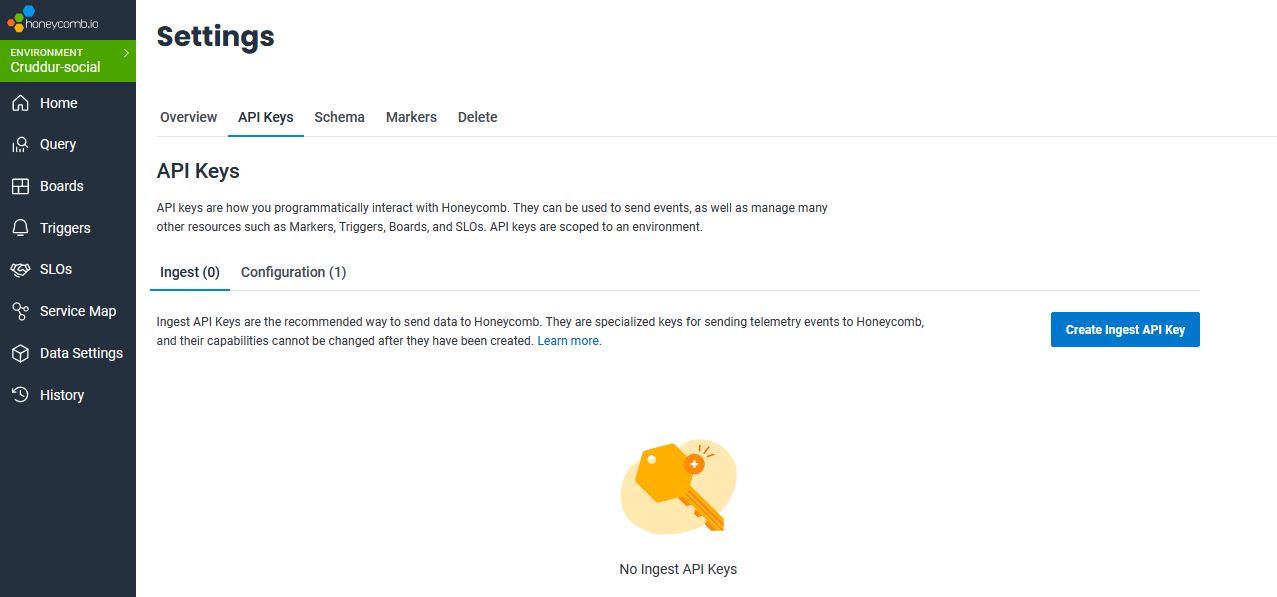 honeycomb.io
ENVIRONMENT
Cruddur-social
Home
Query
Boards
Triggers
SLOs
Service Map
Data Settings
History
Settings
Overview API Keys Schema Markers Delete
API Keys
API keys are how you programmatically interact with Honeycomb. They can be used to send events, as well as manage many
other resources such as Markers, Triggers, Boards, and SLOs. API keys are scoped to an environment.
Ingest (0) Configuration (1)
Ingest API Keys are the recommended way to send data to Honeycomb. They are specialized keys for sending telemetry events to Honeycomb,
and their capabilities cannot be changed after they have been created. Learn more.
Create Ingest API Key
No Ingest API Keys